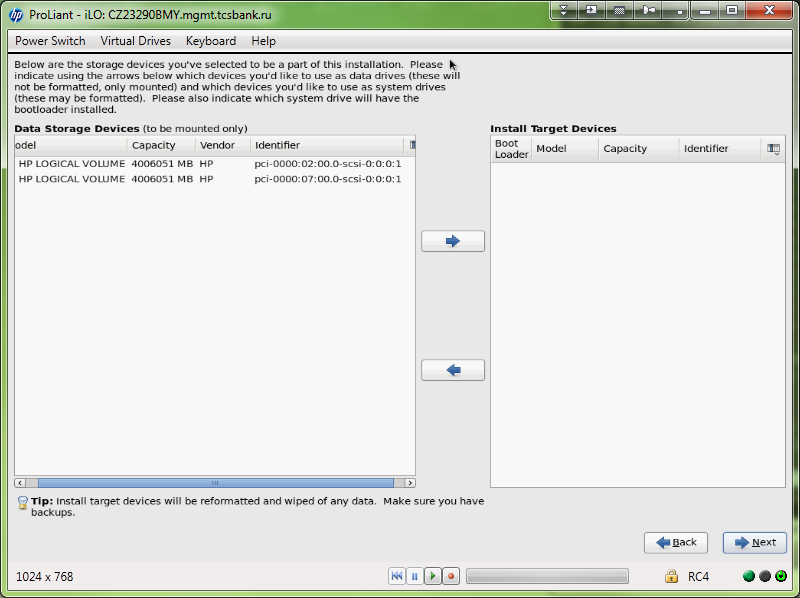 ProLiant - iLO: CZ23290BMY.mgmt.tcsbank.ru
Power Switch Virtual Drives Keyboard Help
Below are the storage devices you've selected to be a part of this installation. Please
indicate using the arrows below which devices you'd like to use as data drives (these will
not be formatted, only mounted) and which devices you'd like to use as system drives
(these may be formatted). Please also indicate which system drive will have the
bootloader installed.
Data Storage Devices (to be mounted only)
odel Capacity Vendor Identifier
HP LOGICAL VOLUME 4006051 MB HP pci-0000:02:00.0-scsi-0:0:0:1
HP LOGICAL VOLUME 4006051 MB HP pci-0000:07:00.0-scsi-0:0:0:1
Install Target Devices
Boot
Loader Model Capacity Identifier
Tip: Install target devices will be reformatted and wiped of any data. Make sure you have
backups.
Back Next
1024 x 768 RC4